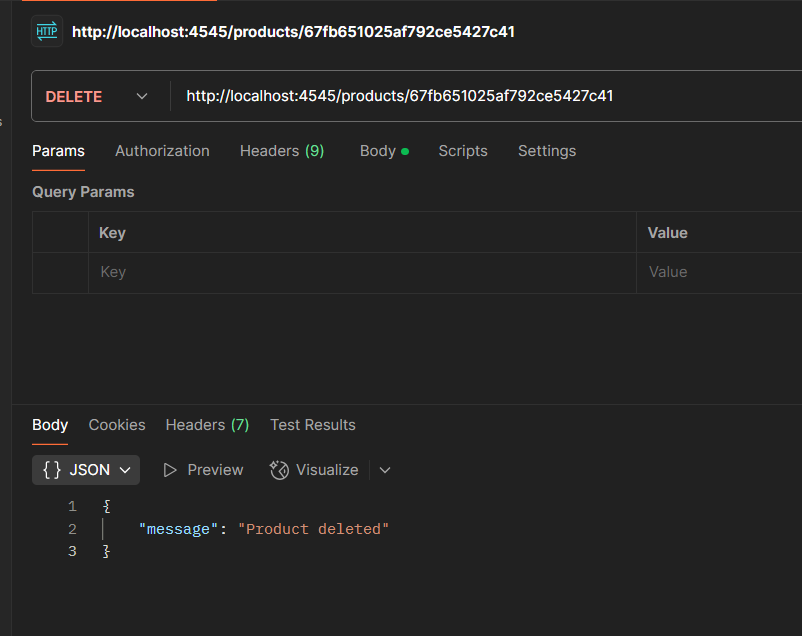 HTTP http://localhost:4545/products/67fb651025af792ce5427c41
DELETE http://localhost:4545/products/67fb651025af792ce5427c41
s
Params Authorization Headers (9) Body Scripts Settings
Query Params
Key Value
Key Value
Body Cookies Headers (7) Test Results
{} JSON Preview Visualize
1 {
2 "message": "Product deleted"
3 }